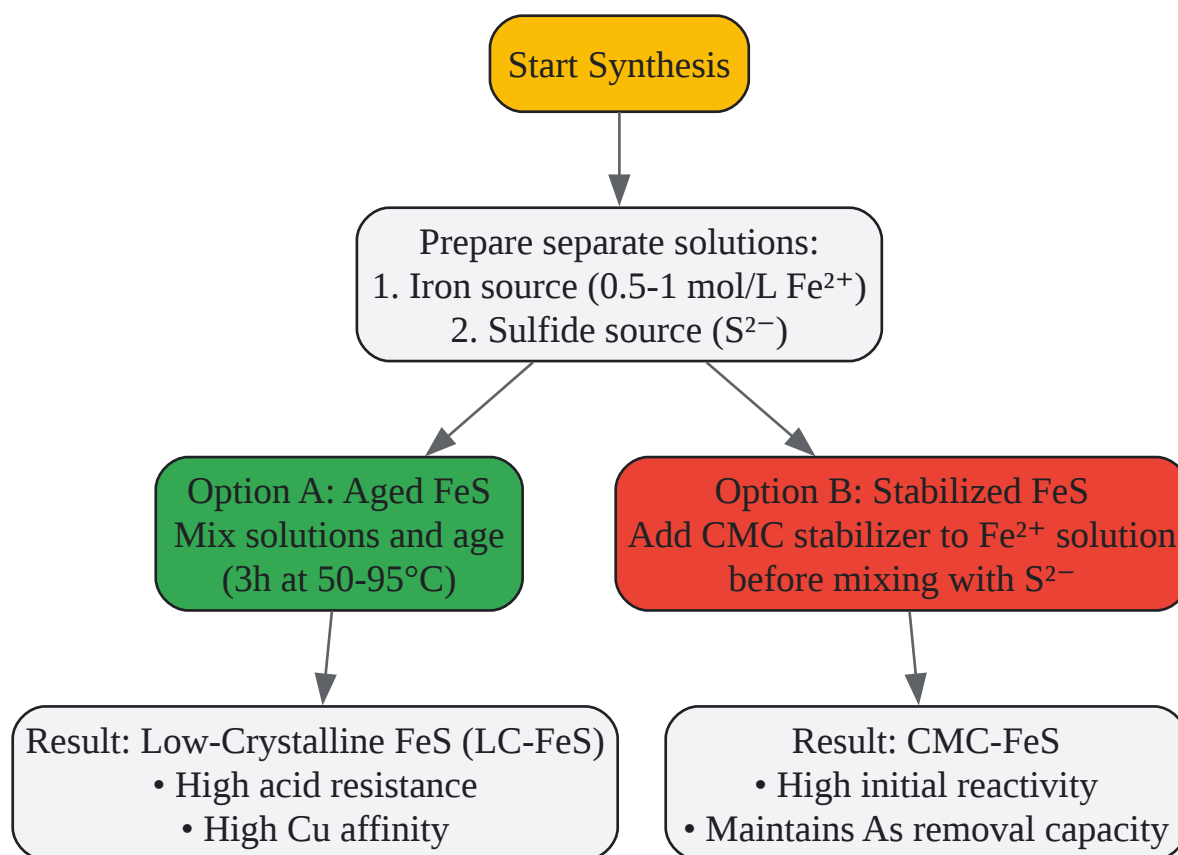 Start Synthesis
Prepare separate solutions:
1. Iron source (0.5-1 mol/L Fe²⁺)
2. Sulfide source (S²⁻)
Option A: Aged FeS
Mix solutions and age
(3h at 50-95°C)
Option B: Stabilized FeS
Add CMC stabilizer to Fe²⁺ solution
before mixing with S²⁻
Result: Low-Crystalline FeS (LC-FeS)
• High acid resistance
• High Cu affinity
Result: CMC-FeS
• High initial reactivity
• Maintains As removal capacity